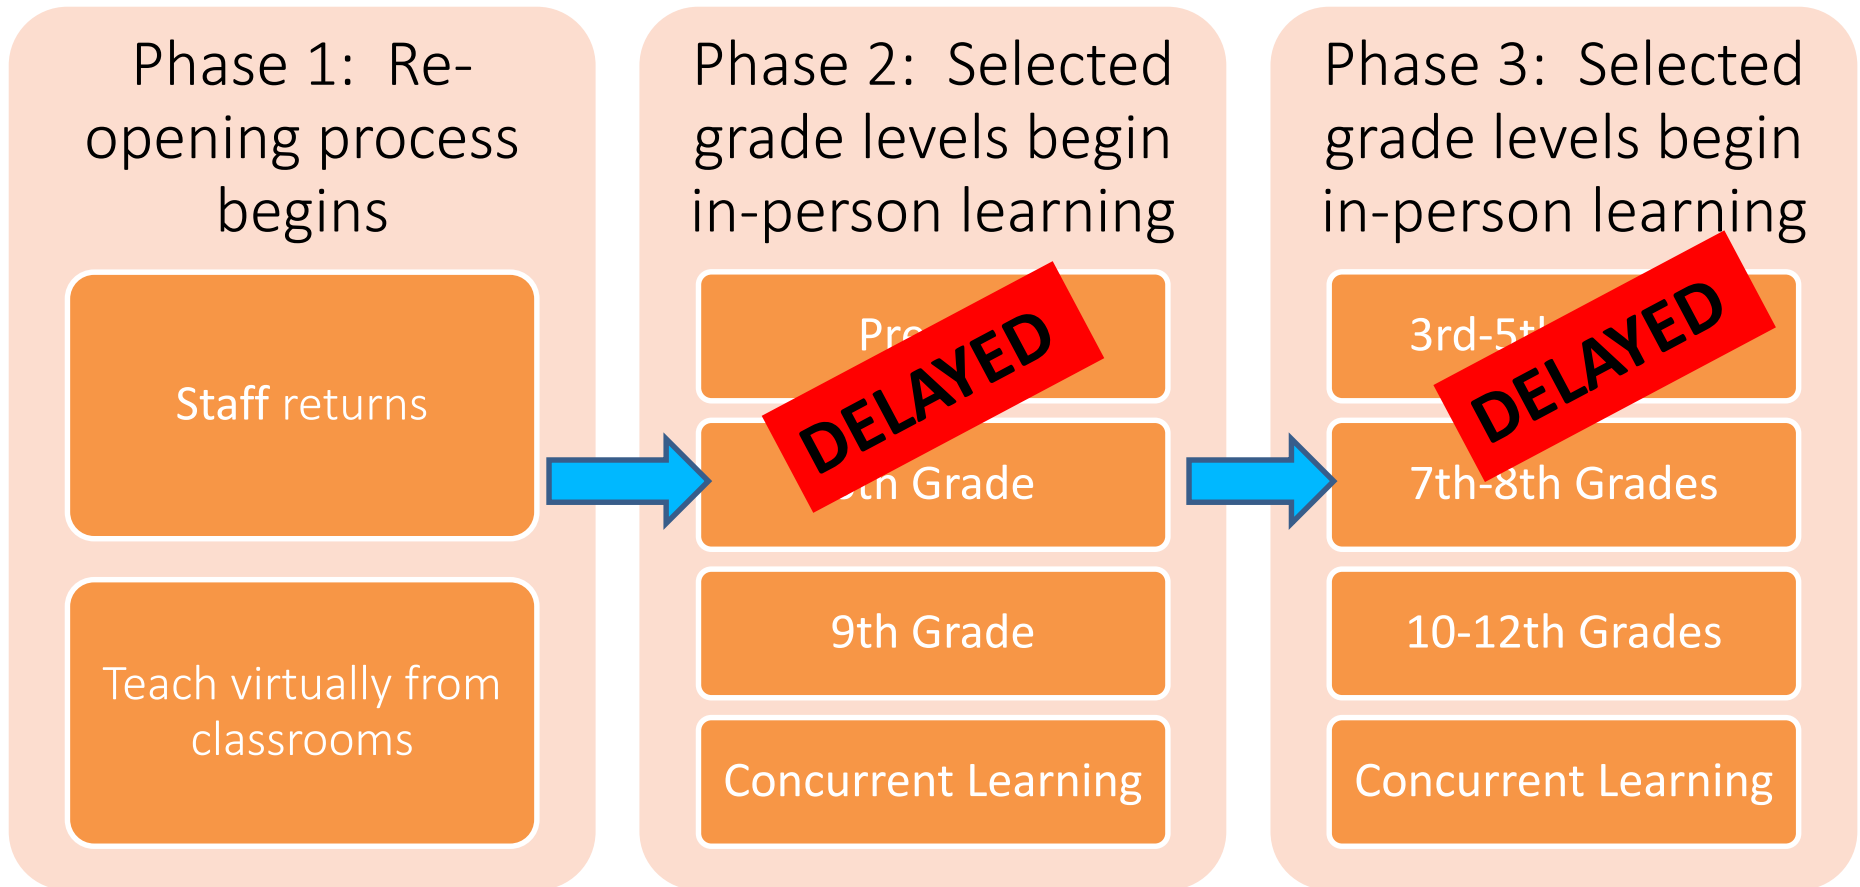 Phase 1: Re-
opening process
begins
Staff returns
Teach virtually from
classrooms
Phase 2: Selected
grade levels begin
in-person learning
DELAYED
Grade
9th Grade
Concurrent Learning
Phase 3: Selected
grade levels begin
in-person learning
DELAYED
7th-8th Grades
10-12th Grades
Concurrent Learning